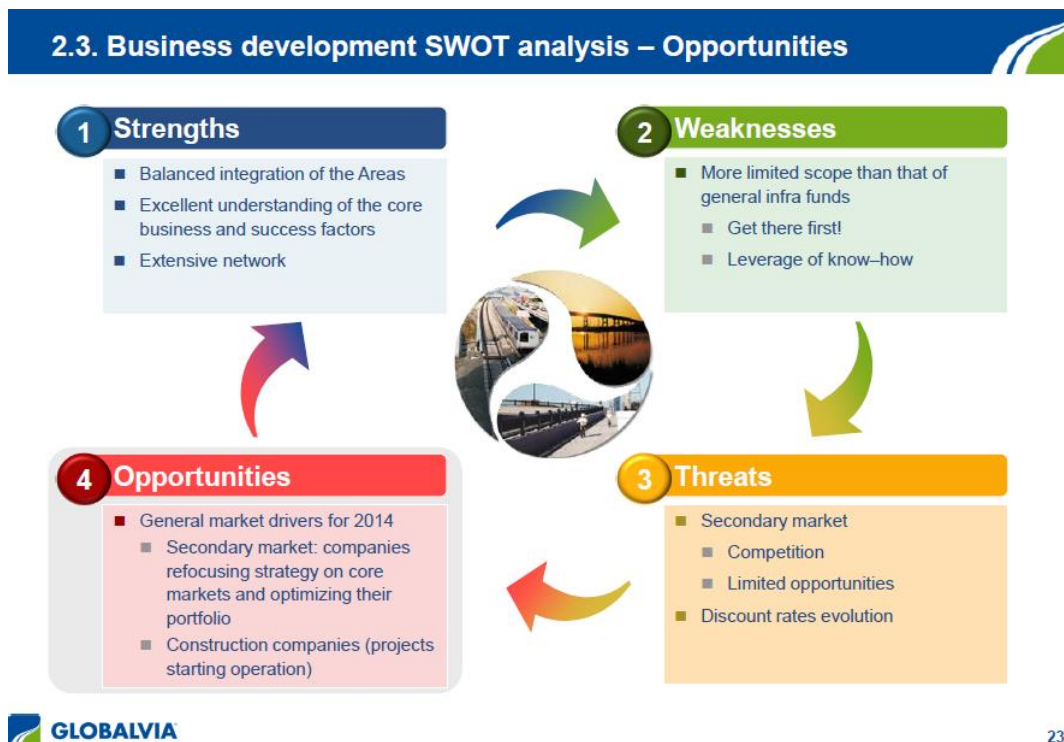 2.3. Business development SWOT analysis – Opportunities
1 Strengths
Balanced integration of the Areas
Excellent understanding of the core
business and success factors
Extensive network
2 Weaknesses
More limited scope than that of
general infra funds
Get there first!
Leverage of know–how
3 Threats
Secondary market
Competition
Limited opportunities
Discount rates evolution
4 Opportunities
General market drivers for 2014
Secondary market: companies
refocusing strategy on core
markets and optimizing their
portfolio
Construction companies (projects
starting operation)
GLOBALVIA
23